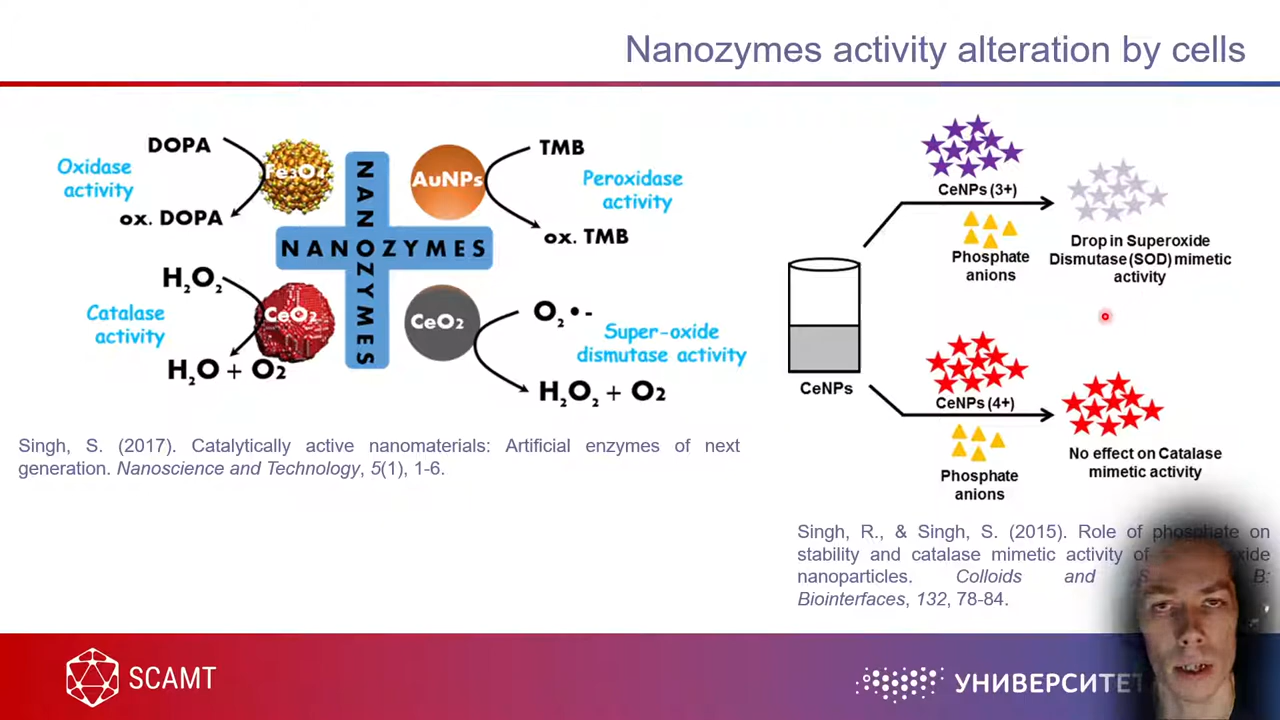 Nanozymes activity alteration by cells
DOPA
Oxidase
activity
Fe₃O₄
ox. DOPA
NANOZYMES
NANOZYMES
AuNPs
TMB
Peroxidase
activity
ox. TMB
H₂O₂
Catalase
activity
CeO₂
H₂O + O₂
CeO₂
O₂•-
Super-oxide
dismutase activity
H₂O₂ + O₂
Singh, S. (2017). Catalytically active nanomaterials: Artificial enzymes of next
generation. Nanoscience and Technology, 5(1), 1-6.
CeNPs
CeNPs (3+)
Phosphate
anions
Drop in Superoxide
Dismutase (SOD) mimetic
activity
CeNPs (4+)
Phosphate
anions
No effect on Catalase
mimetic activity
Singh, R., & Singh, S. (2015). Role of phosphate on
stability and catalase mimetic activity of
nanoparticles. Colloids and B:
Biointerfaces, 132, 78-84.
SCAMT
УНИВЕРСИТЕТ